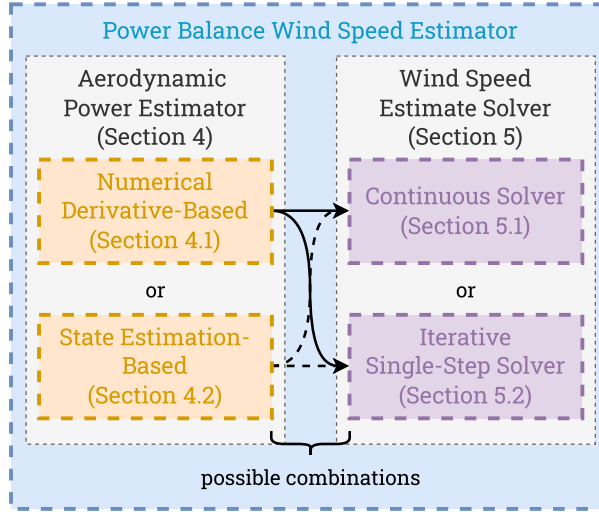 Power Balance Wind Speed Estimator
Aerodynamic
Power Estimator
(Section 4)
Numerical
Derivative-Based
(Section 4.1)
or
State Estimation-
Based
(Section 4.2)
Wind Speed
Estimate Solver
(Section 5)
Continuous Solver
(Section 5.1)
or
Iterative
Single-Step Solver
(Section 5.2)
possible combinations